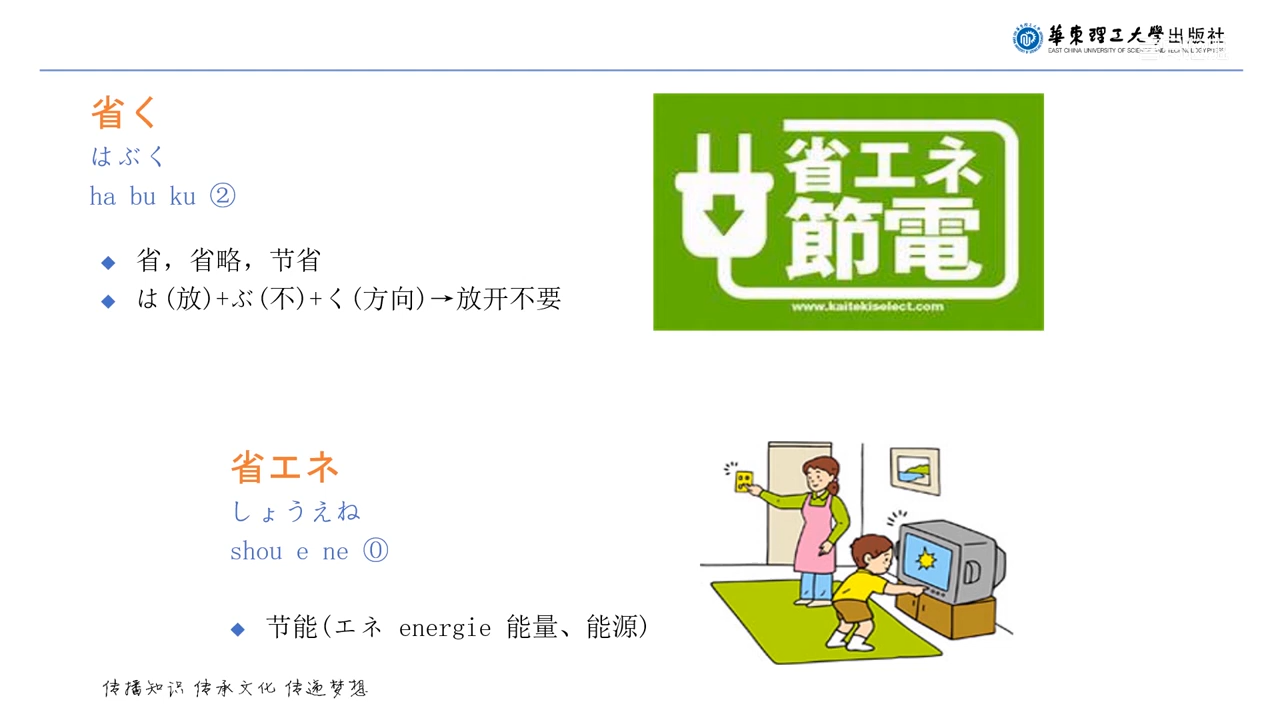 華東理工大學出版社
省く
はぶく
ha bu ku ②
◆ 省，省略，节省
◆ は(放)+ぶ(不)+く(方向)→放开不要
省エネ
節電
www.kaitekiselect.com
省エネ
しょうえね
shou e ne ⓪
◆ 节能(エネ energie 能量、能源)
传播知识 传承文化 传递梦想